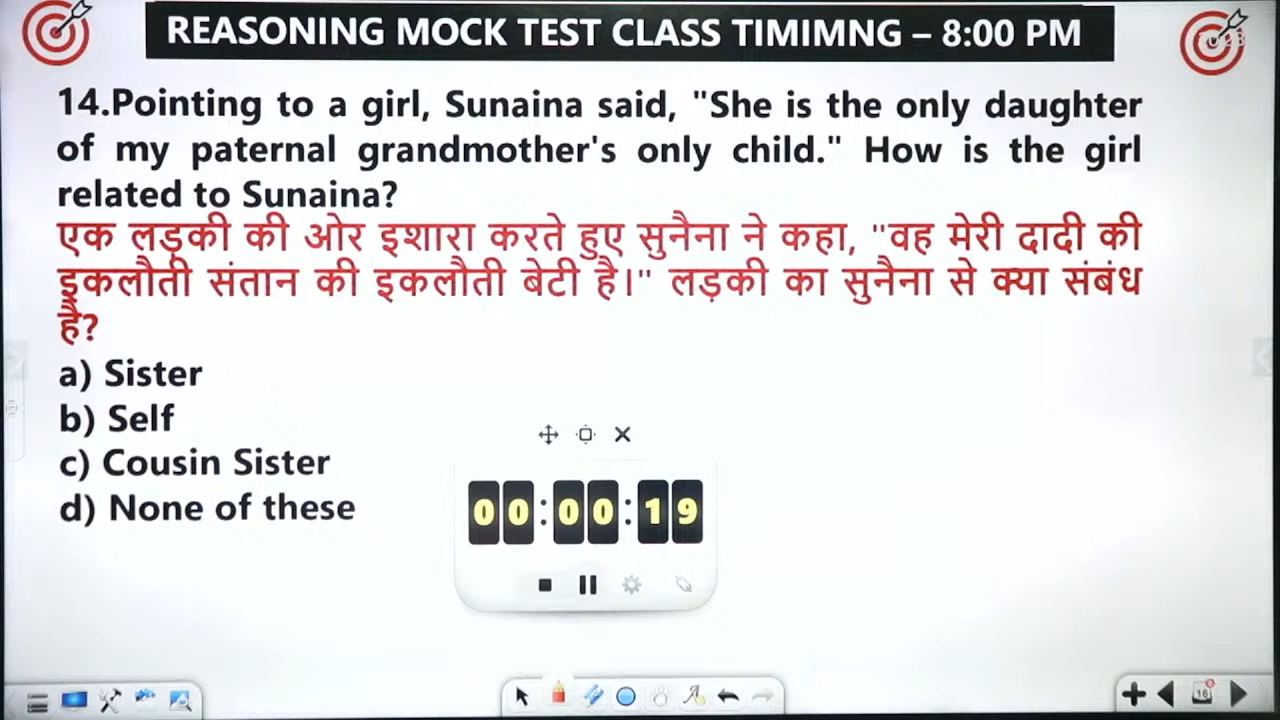 REASONING MOCK TEST CLASS TIMIMNG – 8:00 PM
14.Pointing to a girl, Sunaina said, "She is the only daughter
of my paternal grandmother's only child." How is the girl
related to Sunaina?
एक लड़की की ओर इशारा करते हुए सुनैना ने कहा, "वह मेरी दादी की
इकलौती संतान की इकलौती बेटी है।" लड़की का सुनैना से क्या संबंध
है?
a) Sister
b) Self
c) Cousin Sister
d) None of these
00:00:19
16